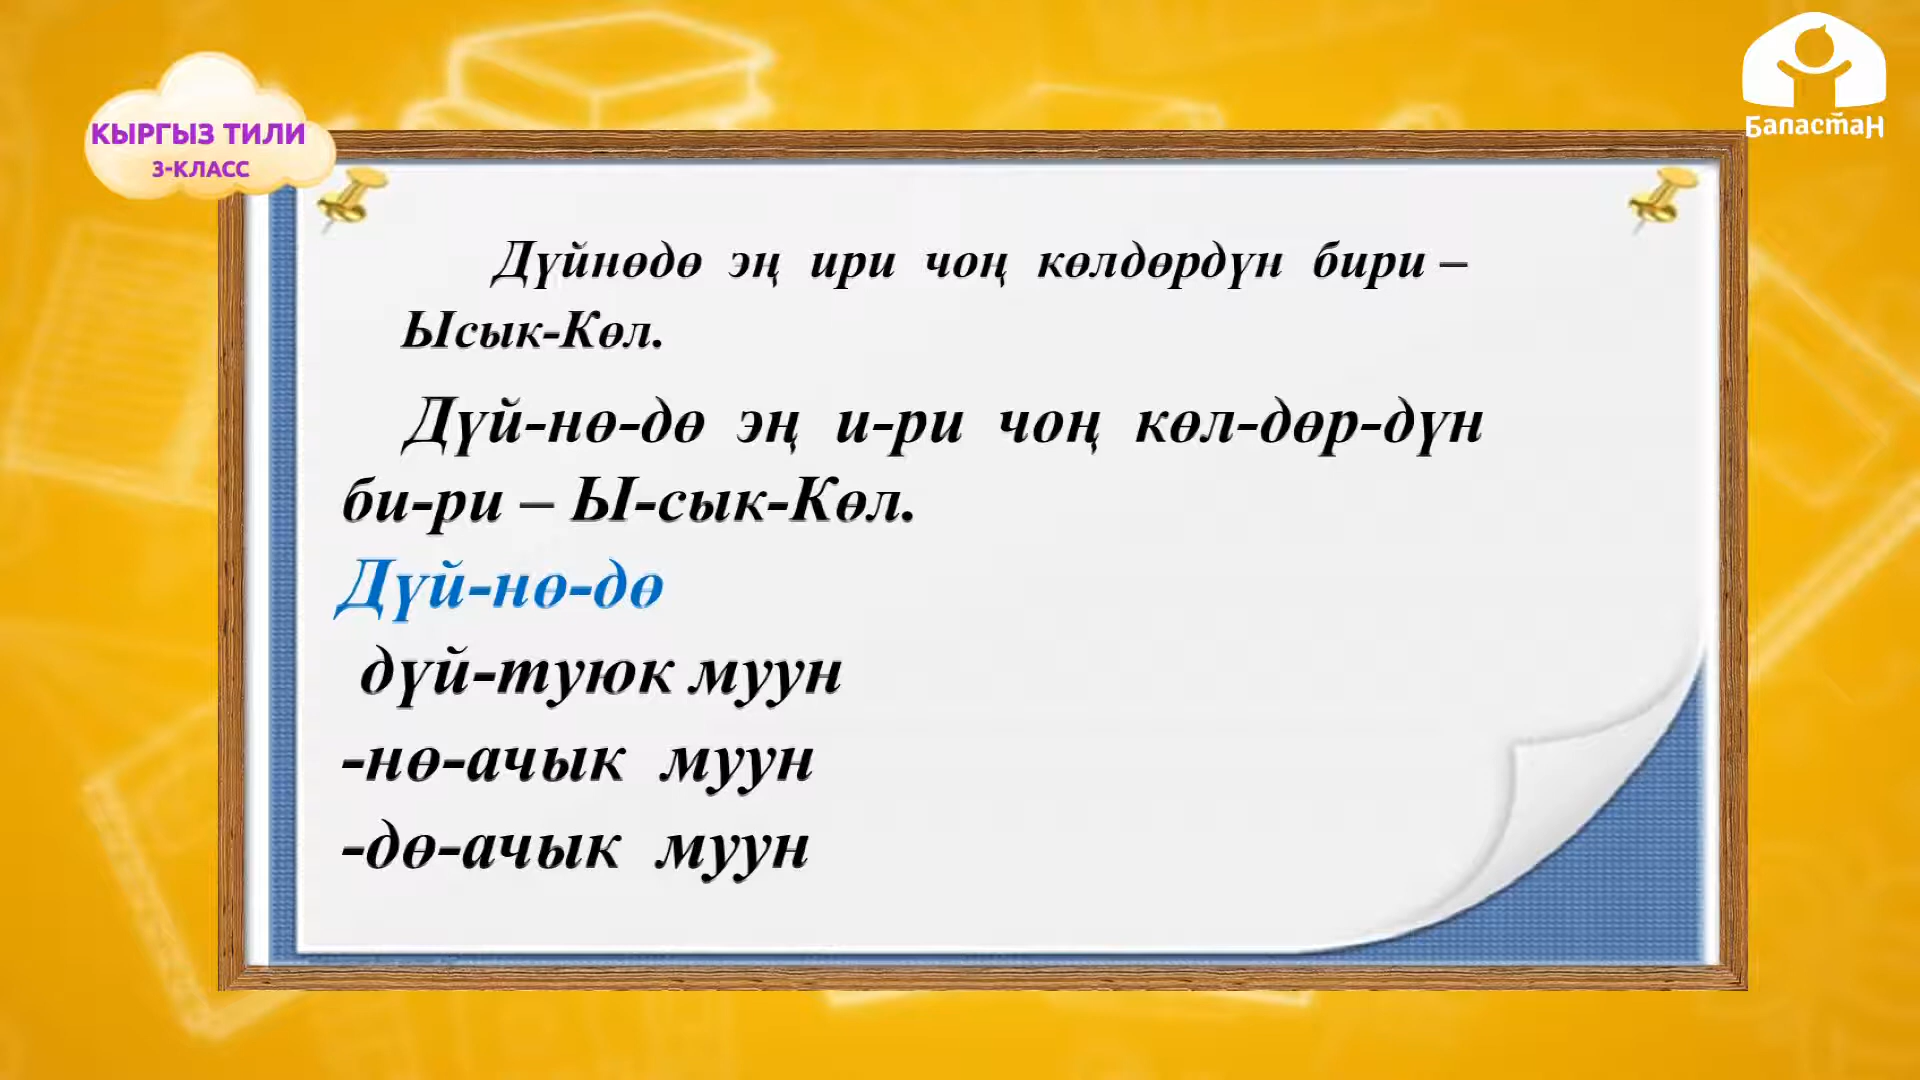 КЫРГЫЗ ТИЛИ
3-КЛАСС
Баластан
Дүйнөдө эң ири чоң көлдөрдүн бири –
Ысык-Көл.
Дүй-нө-дө эң и-ри чоң көл-дөр-дүн
би-ри – Ы-сык-Көл.
Дүй-нө-дө
дүй-туюк муун
-нө-ачык муун
-дө-ачык муун